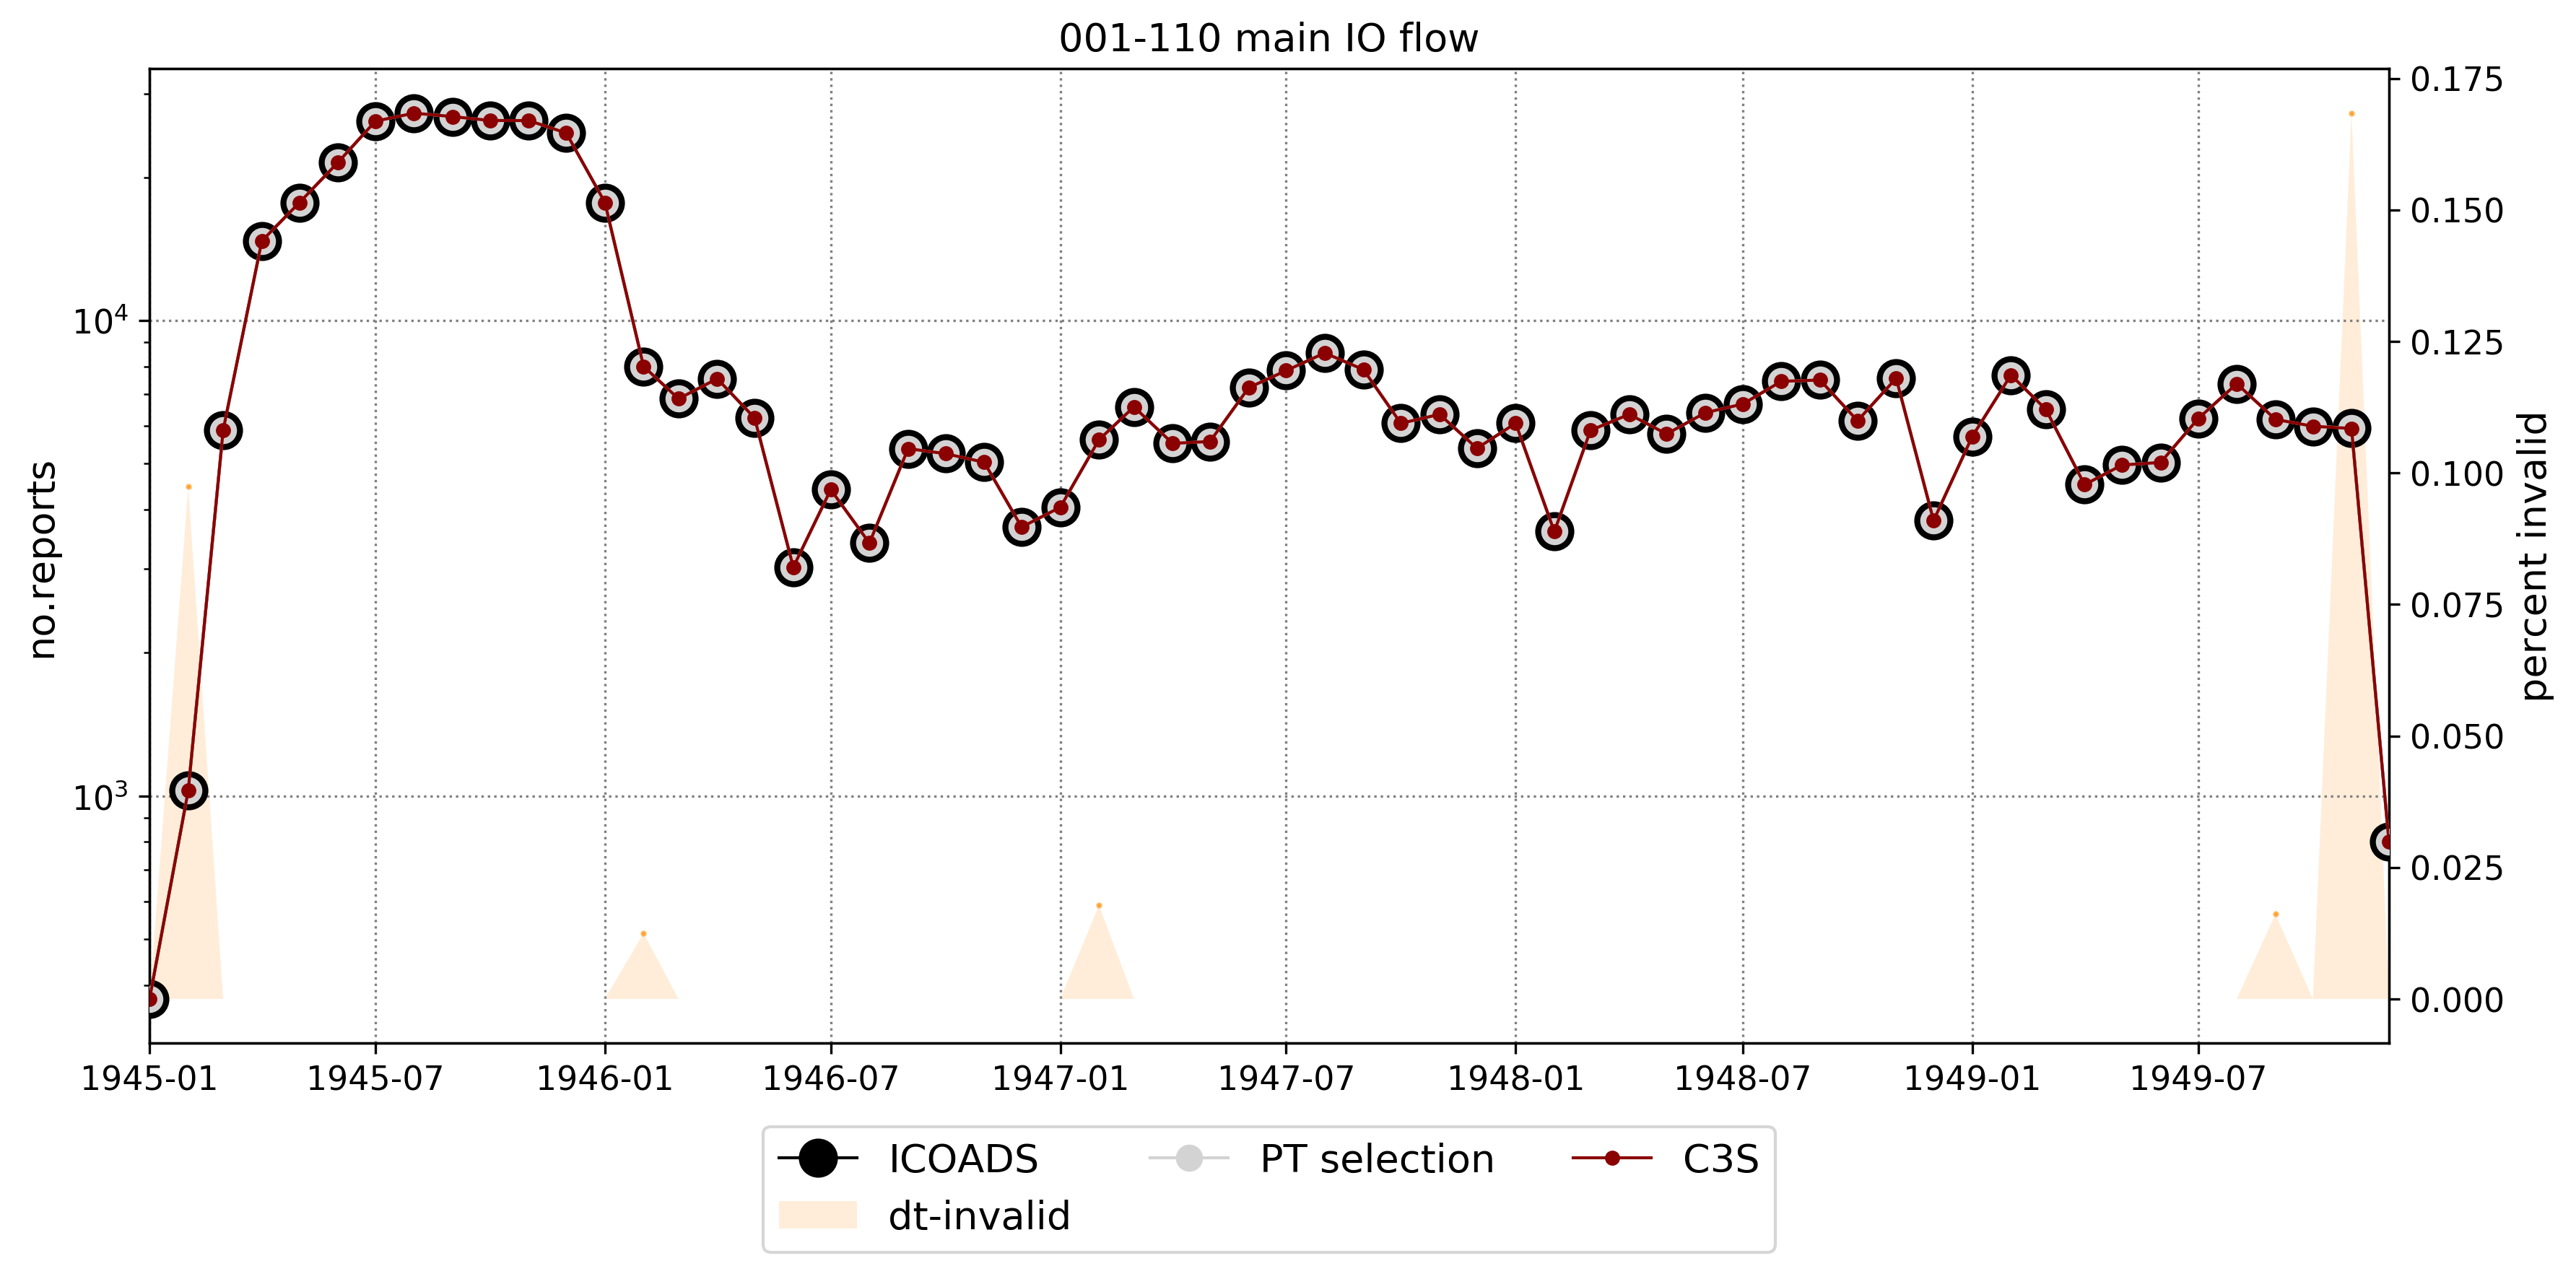 001-110 main IO flow
no.reports
10⁴
10³
0.175
0.150
0.125
0.100
0.075
0.050
0.025
0.000
percent invalid
1945-01 1945-07 1946-01 1946-07 1947-01 1947-07 1948-01 1948-07 1949-01 1949-07
ICOADS PT selection C3S
dt-invalid